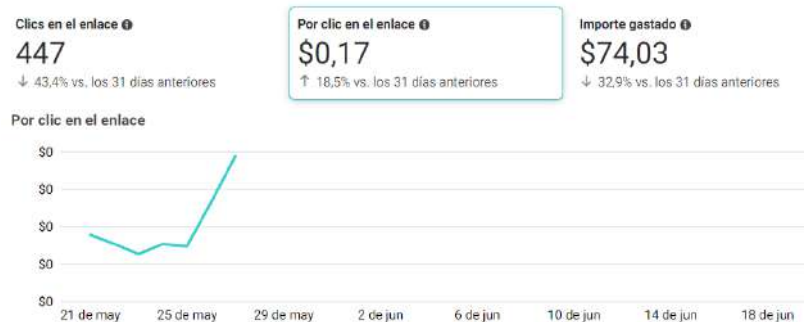 Clics en el enlace
447
↓ 43,4% vs. los 31 días anteriores
Por clic en el enlace
$0,17
↑ 18,5% vs. los 31 días anteriores
Importe gastado
$74,03
↓ 32,9% vs. los 31 días anteriores
Por clic en el enlace
$0
$0
$0
$0
$0
21 de may 25 de may 29 de may 2 de jun 6 de jun 10 de jun 14 de jun 18 de jun